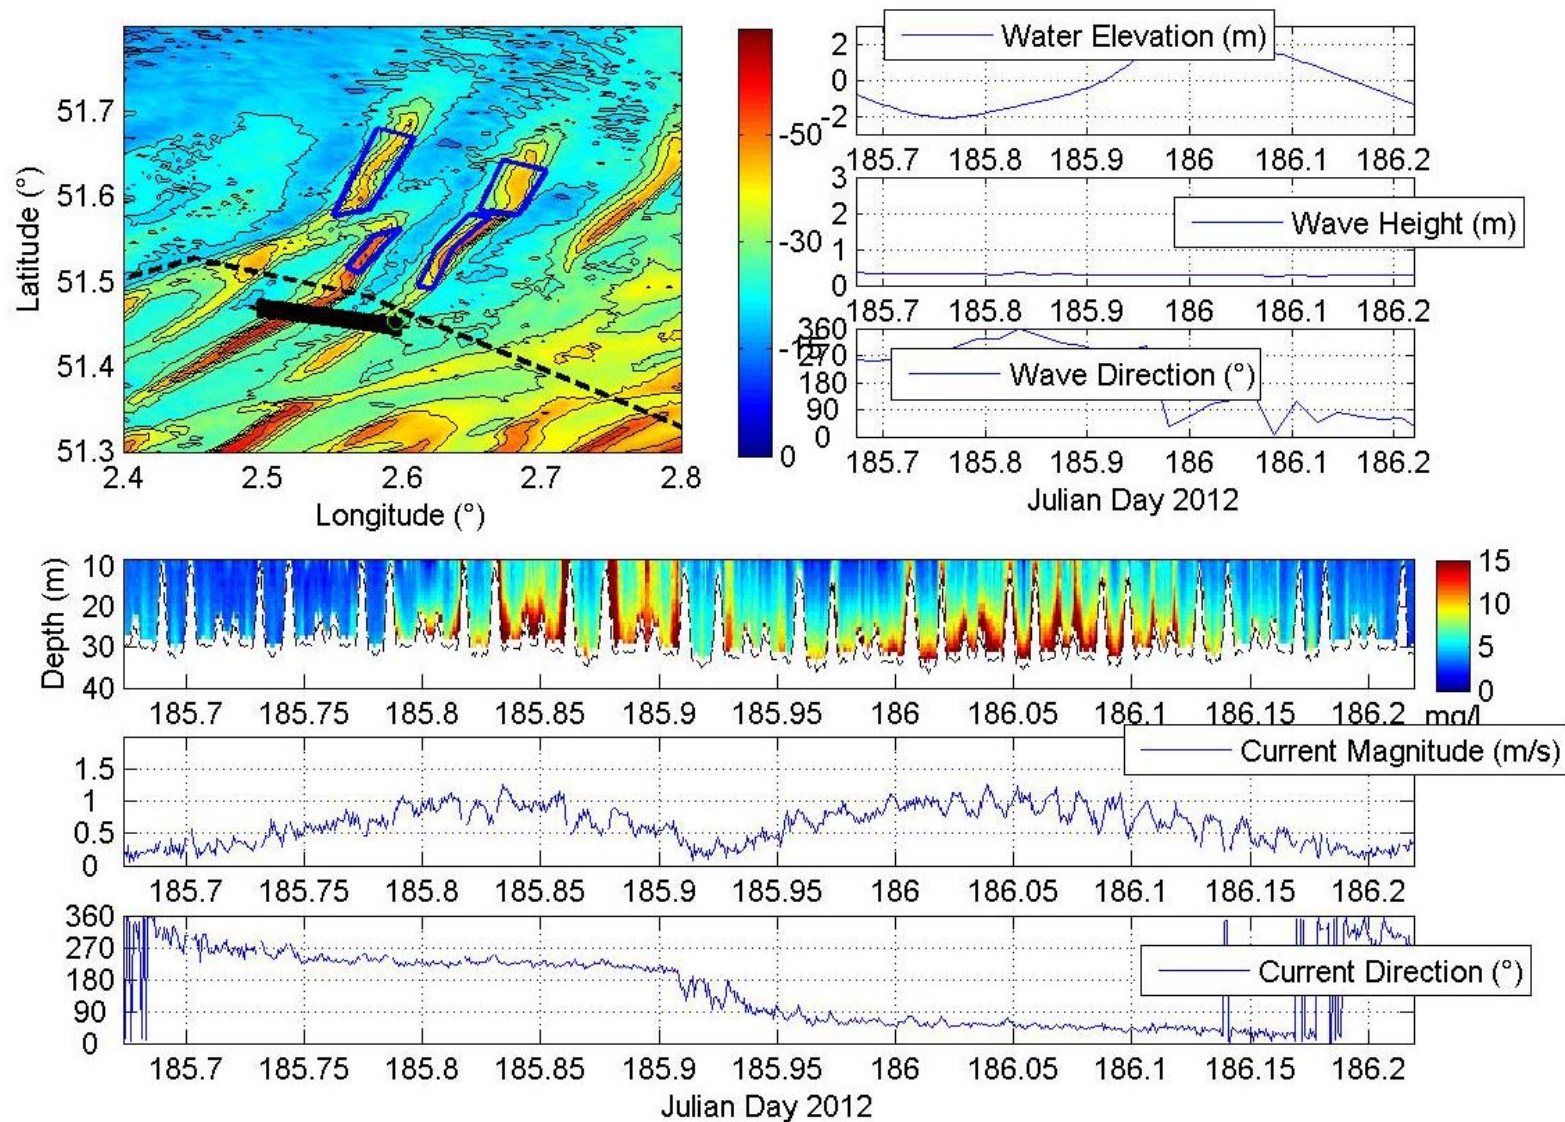 51.7
51.6
51.5
51.4
51.3
Latitude (°)
2.4 2.5 2.6 2.7 2.8
Longitude (°)
-50
-30
-1
0
Water Elevation (m)
2
0
-2
185.7 185.8 185.9 186 186.1 186.2
3
2
1
0
Wave Height (m)
185.7 185.8 185.9 186 186.1 186.2
360
270
180
90
0
Wave Direction (°)
185.7 185.8 185.9 186 186.1 186.2
Julian Day 2012
Depth (m)
10
20
30
40
185.7 185.75 185.8 185.85 185.9 185.95 186 186.05 186.1 186.15 186.2
15
10
5
0
mg/l
Current Magnitude (m/s)
1.5
1
0.5
0
185.7 185.75 185.8 185.85 185.9 185.95 186 186.05 186.1 186.15 186.2
360
270
180
90
0
Current Direction (°)
185.7 185.75 185.8 185.85 185.9 185.95 186 186.05 186.1 186.15 186.2
Julian Day 2012